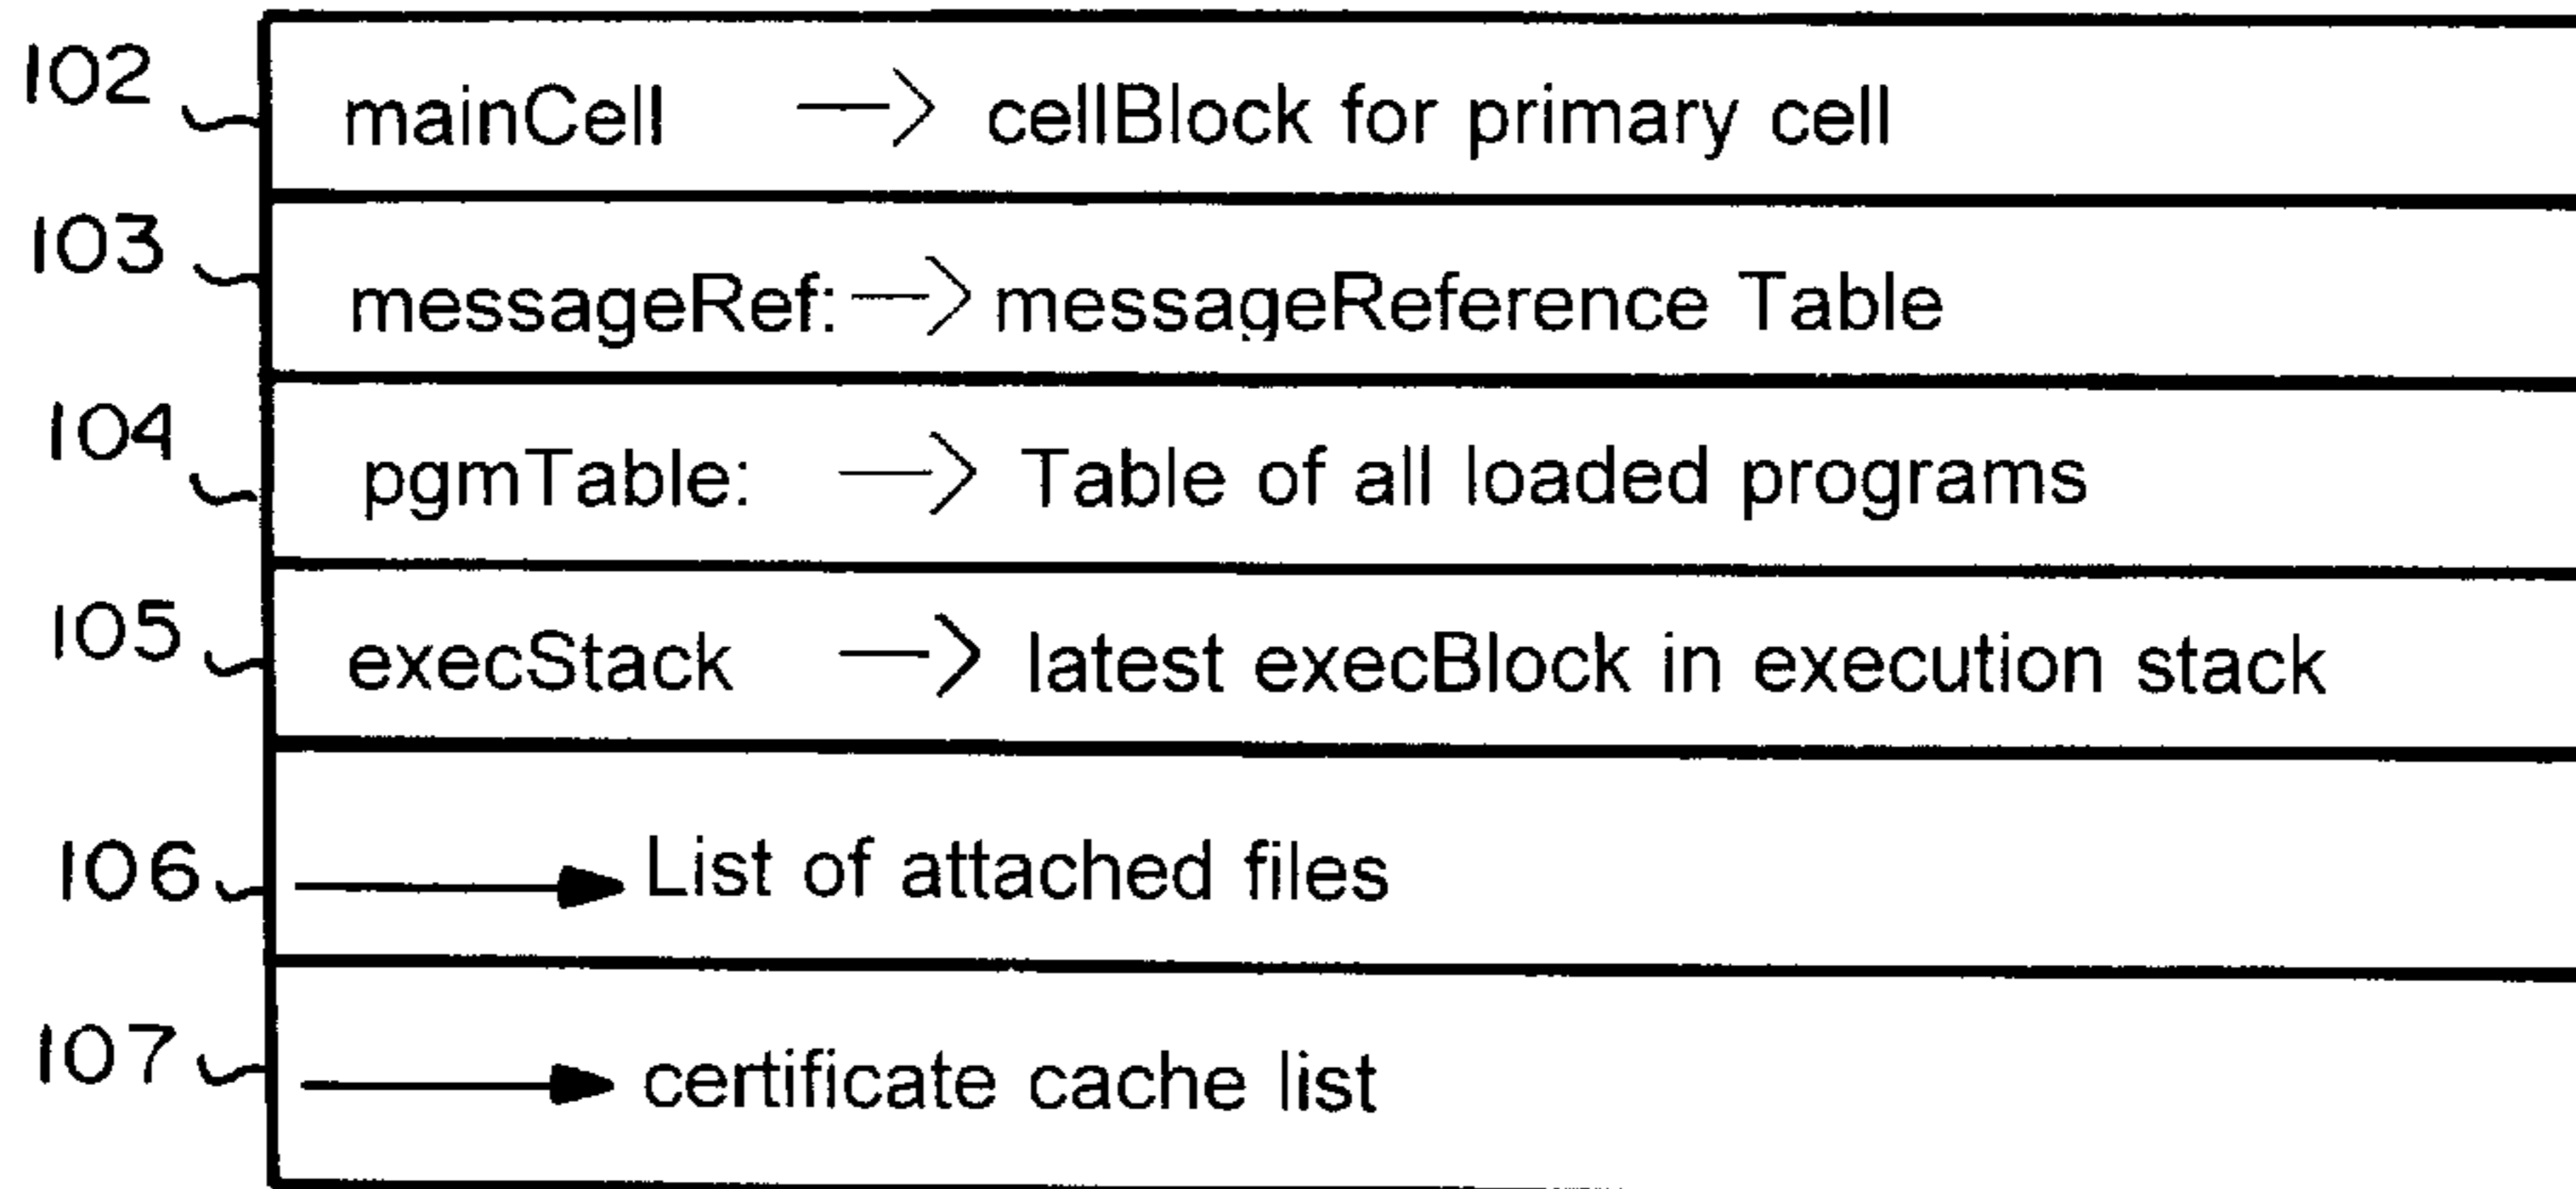 102 mainCell —> cellBlock for primary cell
103 messageRef: —> messageReference Table
104 pgmTable: —> Table of all loaded programs
105 execStack —> latest execBlock in execution stack
106 List of attached files
107 certificate cache list